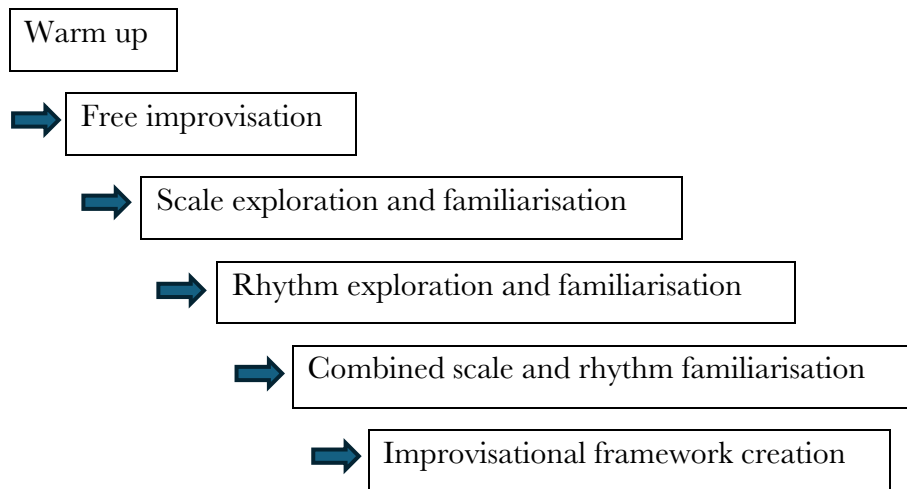 Warm up
Free improvisation
Scale exploration and familiarisation
Rhythm exploration and familiarisation
Combined scale and rhythm familiarisation
Improvisational framework creation